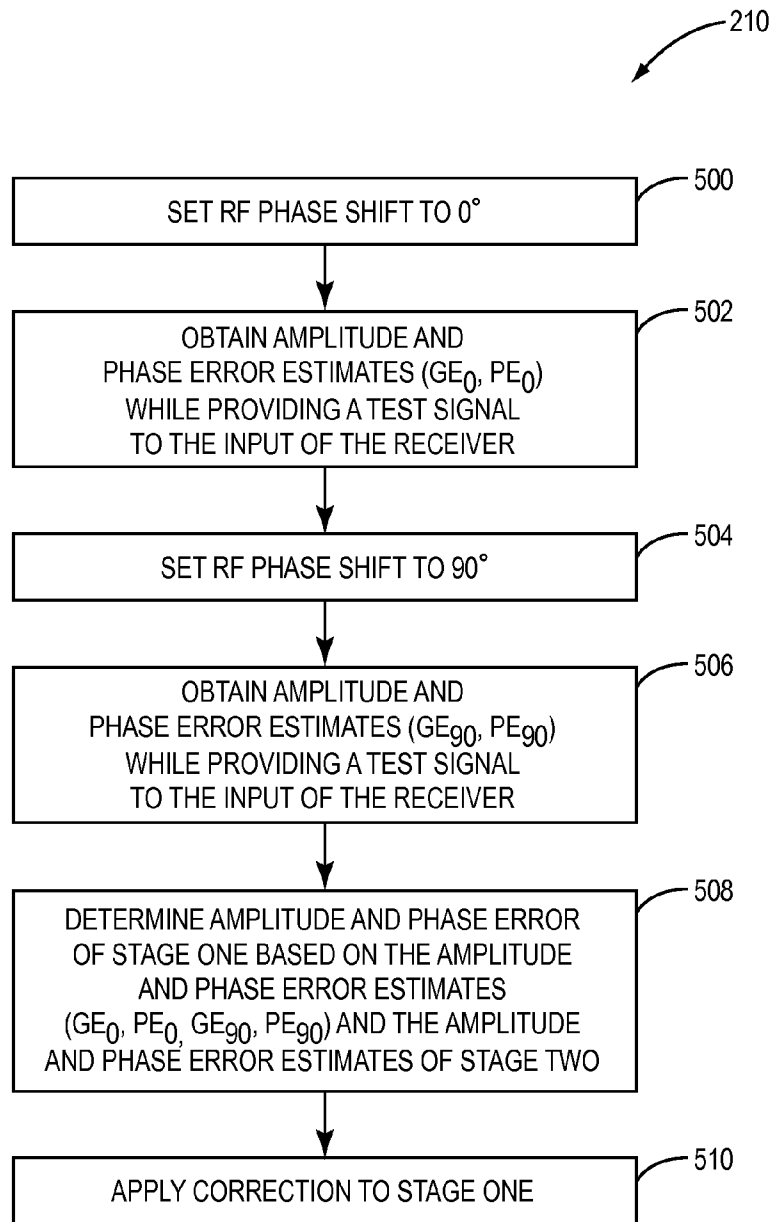 210
500
SET RF PHASE SHIFT TO 0°
502
OBTAIN AMPLITUDE AND
PHASE ERROR ESTIMATES (GE0, PE0)
WHILE PROVIDING A TEST SIGNAL
TO THE INPUT OF THE RECEIVER
504
SET RF PHASE SHIFT TO 90°
506
OBTAIN AMPLITUDE AND
PHASE ERROR ESTIMATES (GE90, PE90)
WHILE PROVIDING A TEST SIGNAL
TO THE INPUT OF THE RECEIVER
508
DETERMINE AMPLITUDE AND PHASE ERROR
OF STAGE ONE BASED ON THE AMPLITUDE
AND PHASE ERROR ESTIMATES
(GE0, PE0, GE90, PE90) AND THE AMPLITUDE
AND PHASE ERROR ESTIMATES OF STAGE TWO
510
APPLY CORRECTION TO STAGE ONE